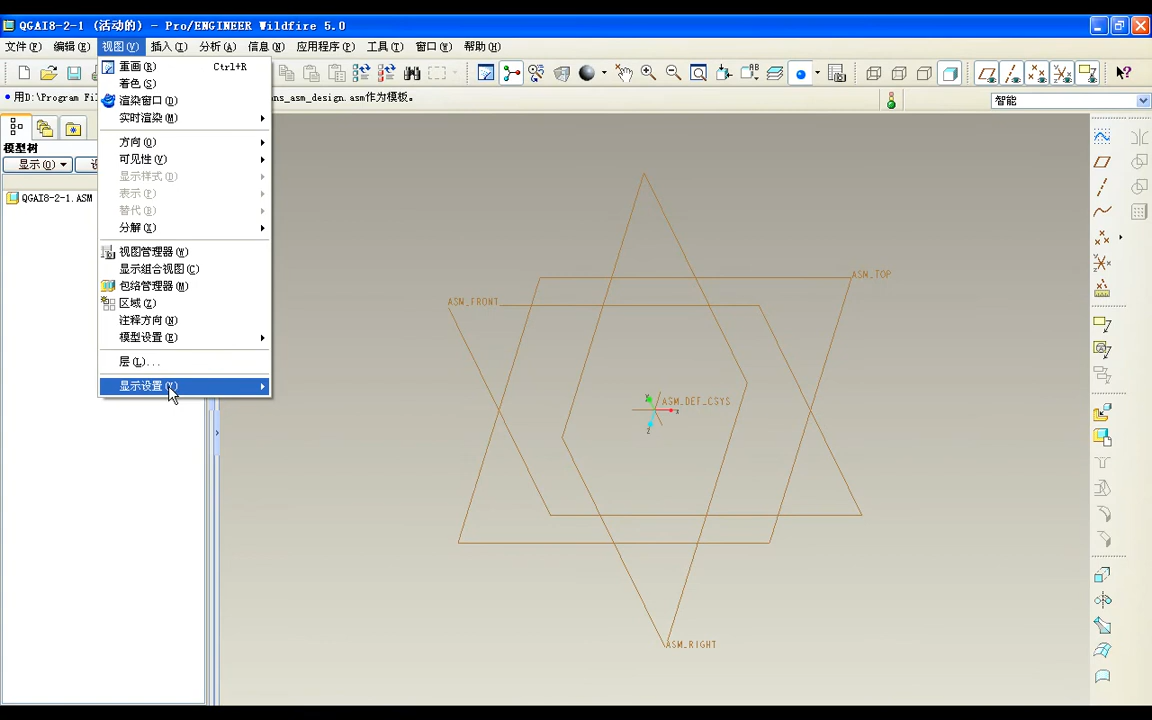 QGAI8-2-1 (活动的) - Pro/ENGINEER Wildfire 5.0
文件(F) 编辑(E) 视图(V) 插入(I) 分析(A) 信息(N) 应用程序(P) 工具(T) 窗口(W) 帮助(H)
重画(R) Ctrl+R
着色(S)
渲染窗口(D)
实时渲染(M)
方向(O)
可见性(Y)
显示样式(D)
表示(P)
替代(B)
分解(X)
视图管理器(W)
显示组合视图(C)
包络管理器(M)
区域(Z)
注释方向(N)
模型设置(E)
层(L)...
显示设置(Y)
• 用D:\Program Fi
ns_asm_design.asm作为模板。
智能
模型树
显示(O)
设
QGAI8-2-1.ASM
ASM_TOP
ASM_FRONT
ASM_DEF_CSYS
Y
X
Z
ASM_RIGHT